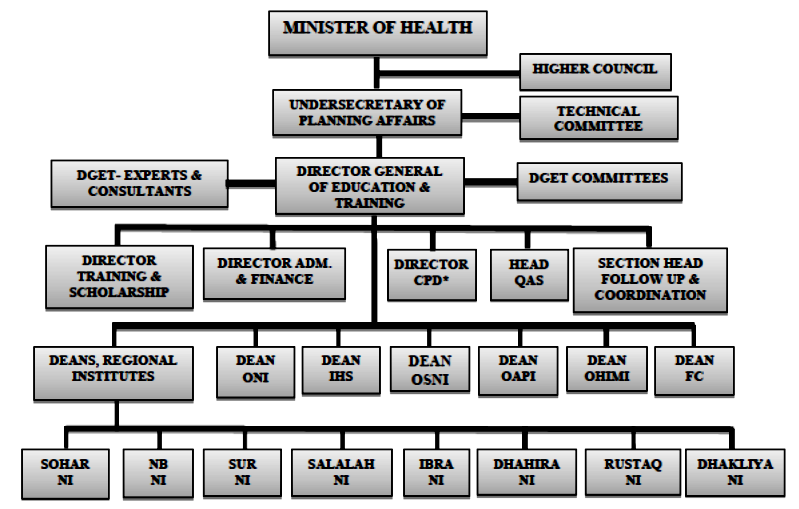 MINISTER OF HEALTH
HIGHER COUNCIL
UNDERSECRETARY OF
PLANNING AFFAIRS
TECHNICAL
COMMITTEE
DGET- EXPERTS &
CONSULTANTS
DIRECTOR GENERAL
OF EDUCATION &
TRAINING
DGET COMMITTEES
DIRECTOR
TRAINING &
SCHOLARSHIP
DIRECTOR ADM.
& FINANCE
DIRECTOR
CPD*
HEAD
QAS
SECTION HEAD
FOLLOW UP &
COORDINATION
DEANS, REGIONAL
INSTITUTES
DEAN
ONI
DEAN
IHS
DEAN
OSNI
DEAN
OAPI
DEAN
OHIMI
DEAN
FC
SOHAR
NI
NB
NI
SUR
NI
SALALAH
NI
IBRA
NI
DHAHIRA
NI
RUSTAQ
NI
DHAKLIYA
NI